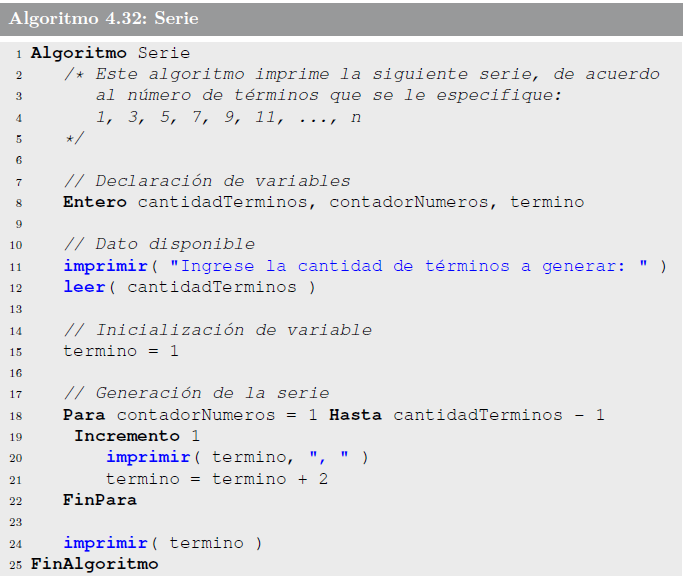 Algoritmo 4.32: Serie
1 Algoritmo Serie
2 /* Este algoritmo imprime la siguiente serie, de acuerdo
3 al número de términos que se le especifique:
4 1, 3, 5, 7, 9, 11, ..., n
5 */
6
7 // Declaración de variables
8 Entero cantidadTerminos, contadorNumeros, termino
9
10 // Dato disponible
11 imprimir( "Ingrese la cantidad de términos a generar: " )
12 leer( cantidadTerminos )
13
14 // Inicialización de variable
15 termino = 1
16
17 // Generación de la serie
18 Para contadorNumeros = 1 Hasta cantidadTerminos - 1
19 Incremento 1
20 imprimir( termino, ", " )
21 termino = termino + 2
22 FinPara
23
24 imprimir( termino )
25 FinAlgoritmo